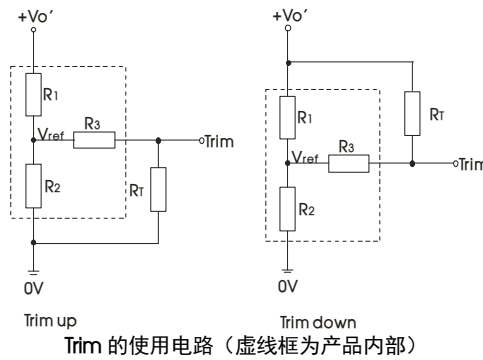 +Vo'
R1
Vref
R3
Trim
R2
RT
0V
Trim up
+Vo'
R1
RT
Vref
R3
Trim
R2
0V
Trim down
Trim 的使用电路（虚线框为产品内部）